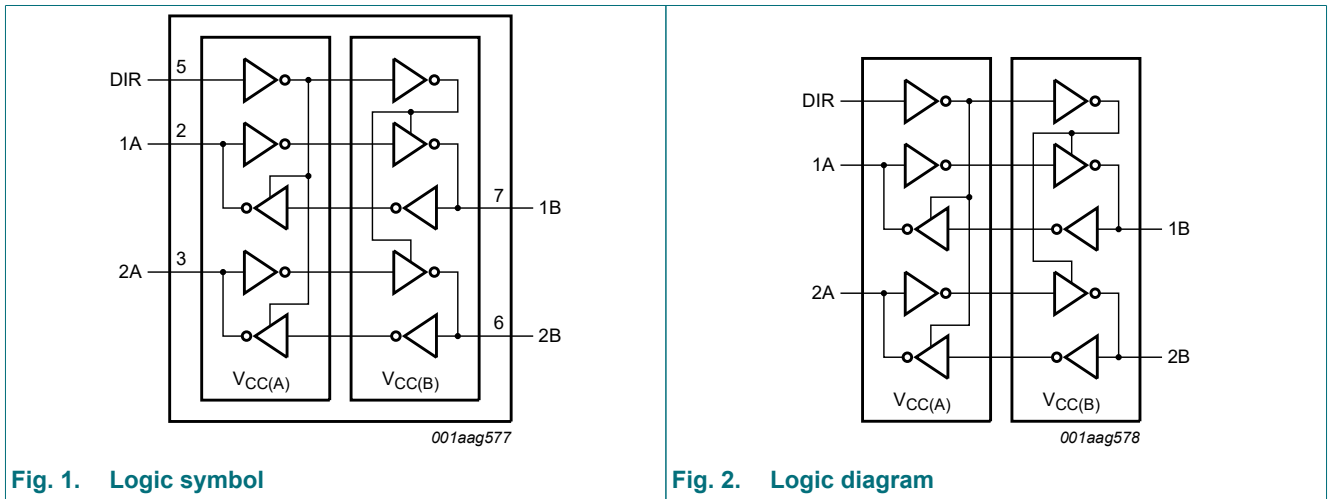 DIR 5
1A 2
7 1B
2A 3
6 2B
VCC(A) VCC(B)
001aag577
Fig. 1. Logic symbol
DIR
1A
1B
2A
2B
VCC(A) VCC(B)
001aag578
Fig. 2. Logic diagram